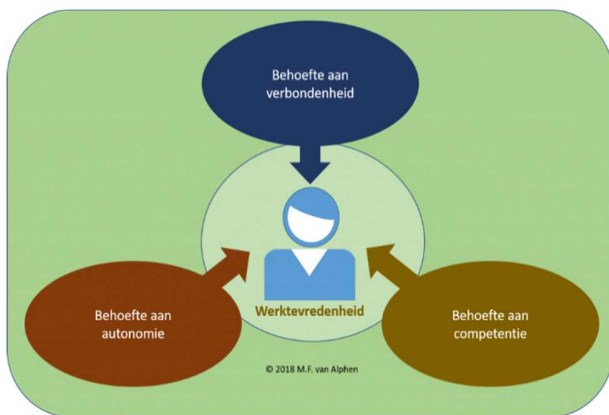 Behoefte aan
verbondenheid
Werktevredenheid
Behoefte aan
autonomie
Behoefte aan
competentie
© 2018 M.F. van Alphen